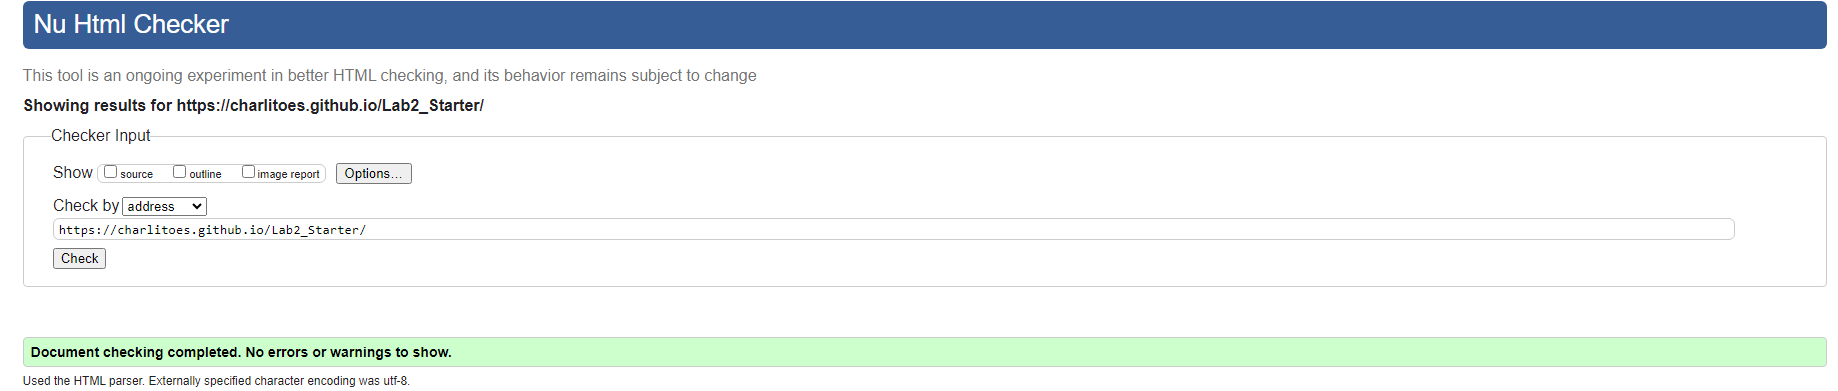 Nu Html Checker
This tool is an ongoing experiment in better HTML checking, and its behavior remains subject to change
Showing results for https://charlitoes.github.io/Lab2_Starter/
Checker Input
Show source outline image report Options...
Check by address
https://charlitoes.github.io/Lab2_Starter/
Check
Document checking completed. No errors or warnings to show.
Used the HTML parser. Externally specified character encoding was utf-8.